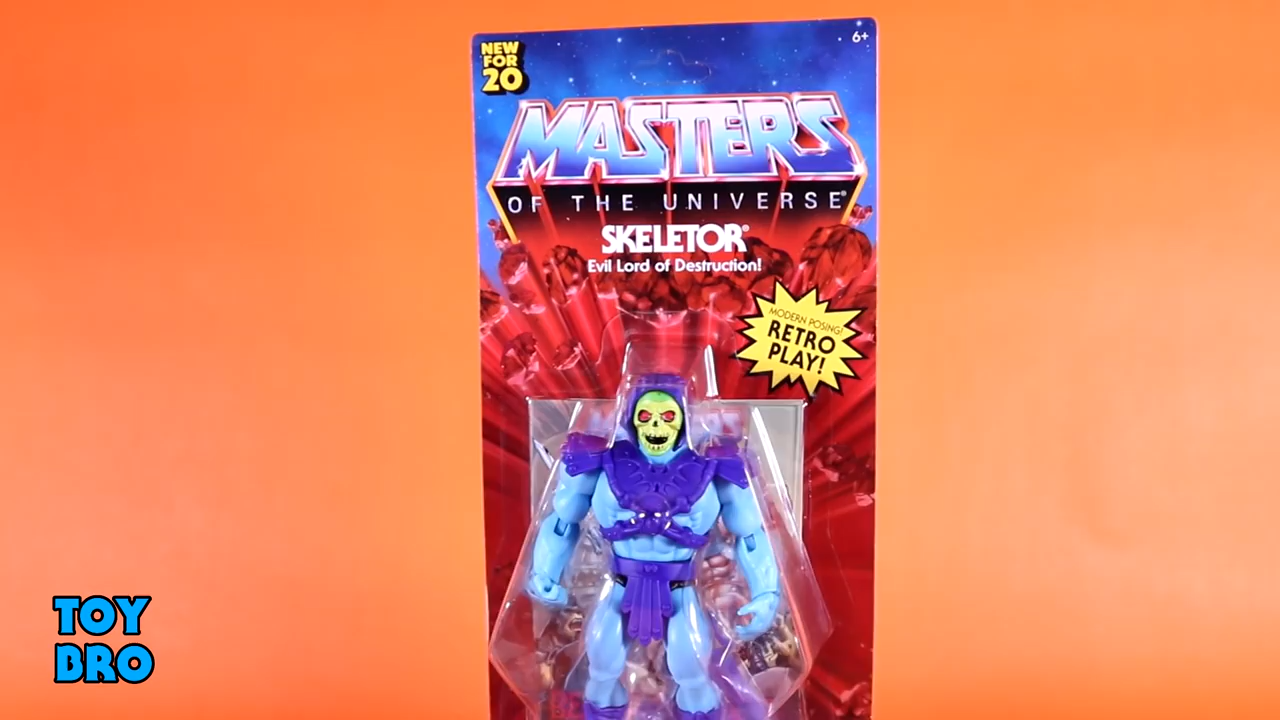 NEW
FOR
20
6+
MASTERS
OF THE UNIVERSE®
SKELETOR®
Evil Lord of Destruction!
MODERN POSING!
RETRO
PLAY!
TOY
BRO